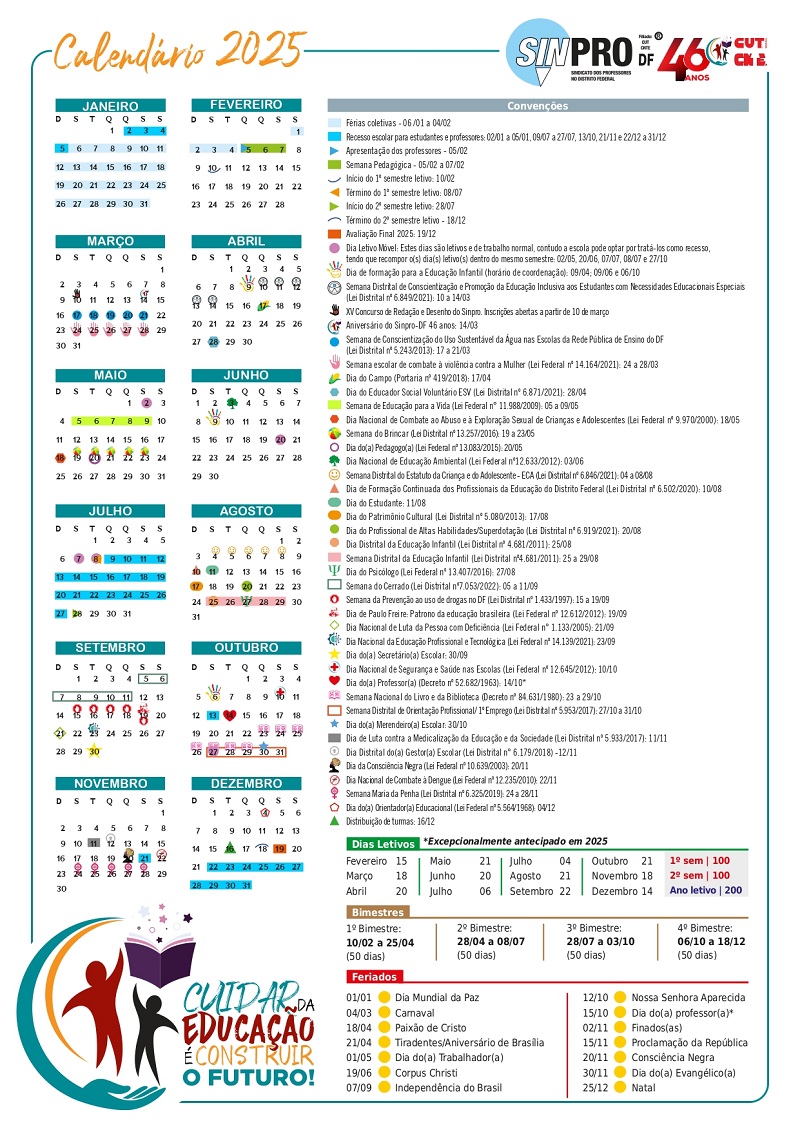 Calendário 2025
SINPRO DF
SINDICATO DOS PROFESSORES
NO DISTRITO FEDERAL
Filiado:
CUT
CNTE
46 ANOS
CUT
JANEIRO
D S T Q Q S S
1 2 3 4
5 6 7 8 9 10 11
12 13 14 15 16 17 18
19 20 21 22 23 24 25
26 27 28 29 30 31
FEVEREIRO
D S T Q Q S S
1
2 3 4 5 6 7 8
9 10 11 12 13 14 15
16 17 18 19 20 21 22
23 24 25 26 27 28
MARÇO
D S T Q Q S S
1
2 3 4 5 6 7 8
9 10 11 12 13 14 15
16 17 18 19 20 21 22
23 24 25 26 27 28 29
30 31
ABRIL
D S T Q Q S S
1 2 3 4 5
6 7 8 9 10 11 12
13 14 15 16 17 18 19
20 21 22 23 24 25 26
27 28 29 30
MAIO
D S T Q Q S S
1 2 3
4 5 6 7 8 9 10
11 12 13 14 15 16 17
18 19 20 21 22 23 24
25 26 27 28 29 30 31
JUNHO
D S T Q Q S S
1 2 3 4 5 6 7
8 9 10 11 12 13 14
15 16 17 18 19 20 21
22 23 24 25 26 27 28
29 30
JULHO
D S T Q Q S S
1 2 3 4 5
6 7 8 9 10 11 12
13 14 15 16 17 18 19
20 21 22 23 24 25 26
27 28 29 30 31
AGOSTO
D S T Q Q S S
1 2
3 4 5 6 7 8 9
10 11 12 13 14 15 16
17 18 19 20 21 22 23
24 25 26 27 28 29 30
31
SETEMBRO
D S T Q Q S S
1 2 3 4 5 6
7 8 9 10 11 12 13
14 15 16 17 18 19 20
21 22 23 24 25 26 27
28 29 30
OUTUBRO
D S T Q Q S S
1 2 3 4
5 6 7 8 9 10 11
12 13 14 15 16 17 18
19 20 21 22 23 24 25
26 27 28 29 30 31
NOVEMBRO
D S T Q Q S S
1
2 3 4 5 6 7 8
9 10 11 12 13 14 15
16 17 18 19 20 21 22
23 24 25 26 27 28 29
30
DEZEMBRO
D S T Q Q S S
1 2 3 4 5 6
7 8 9 10 11 12 13
14 15 16 17 18 19 20
21 22 23 24 25 26 27
28 29 30 31
Convenções
Férias coletivas - 06 /01 a 04/02
Recesso escolar para estudantes e professores: 02/01 a 05/01, 09/07 a 27/07, 13/10, 21/11 e 22/12 a 31/12
Apresentação dos professores - 05/02
Semana Pedagógica - 05/02 a 07/02
Início do 1º semestre letivo: 10/02
Término do 1º semestre letivo: 08/07
Início do 2º semestre letivo: 28/07
Término do 2º semestre letivo - 18/12
Avaliação Final 2025: 19/12
Dia Letivo Móvel: Estes dias são letivos e de trabalho normal, contudo a escola pode optar por tratá-los como recesso,
tendo que recompor o(s) dia(s) letivo(s) dentro do mesmo semestre: 02/05, 20/06, 07/07, 08/07 e 27/10
Dia de formação para a Educação Infantil (horário de coordenação): 09/04; 09/06 e 06/10
Semana Distrital de Conscientização e Promoção da Educação Inclusiva aos Estudantes com Necessidades Educacionais Especiais
(Lei Distrital nº 6.849/2021): 10 a 14/03
XV Concurso de Redação e Desenho do Sinpro. Inscrições abertas a partir de 10 de março
Aniversário do Sinpro-DF 46 anos: 14/03
Semana de Conscientização do Uso Sustentável da Água nas Escolas da Rede Pública de Ensino do DF
(Lei Distrital nº 5.243/2013): 17 a 21/03
Semana escolar de combate à violência contra a Mulher (Lei Federal nº 14.164/2021): 24 a 28/03
Dia do Campo (Portaria nº 419/2018): 17/04
Dia do Educador Social Voluntário ESV (Lei Distrital nº 6.871/2021): 28/04
Semana de Educação para a Vida (Lei Federal nº 11.988/2009): 05 a 09/05
Dia Nacional de Combate ao Abuso e à Exploração Sexual de Crianças e Adolescentes (Lei Federal nº 9.970/2000): 18/05
Semana do Brincar (Lei Distrital nº 13.257/2016): 19 a 23/05
Dia do(a) Pedagogo(a) (Lei Federal nº 13.083/2015): 20/05
Dia Nacional de Educação Ambiental (Lei Federal nº12.633/2012): 03/06
Semana Distrital do Estatuto da Criança e do Adolescente - ECA (Lei Distrital nº 6.846/2021): 04 a 08/08
Dia de Formação Continuada dos Profissionais da Educação do Distrito Federal (Lei Distrital nº 6.502/2020): 10/08
Dia do Estudante: 11/08
Dia do Patrimônio Cultural (Lei Distrital nº 5.080/2013): 17/08
Dia do Profissional de Altas Habilidades/Superdotação (Lei Distrital nº 6.919/2021): 20/08
Dia Distrital da Educação Infantil (Lei Distrital nº 4.681/2011): 25/08
Semana Distrital da Educação Infantil (Lei Distrital nº4.681/2011): 25 a 29/08
Dia do Psicólogo (Lei Federal nº 13.407/2016): 27/08
Semana do Cerrado (Lei Distrital nº7.053/2022): 05 a 11/09
Semana da Prevenção ao uso de drogas no DF (Lei Distrital nº 1.433/1997): 15 a 19/09
Dia de Paulo Freire: Patrono da educação brasileira (Lei Federal nº 12.612/2012): 19/09
Dia Nacional de Luta da Pessoa com Deficiência (Lei Distrital nº 1.133/2005): 21/09
Dia Nacional da Educação Profissional e Tecnológica (Lei Federal nº 14.139/2021): 23/09
Dia do(a) Secretário(a) Escolar: 30/09
Dia Nacional de Segurança e Saúde nas Escolas (Lei Federal nº 12.645/2012): 10/10
Dia do(a) Professor(a) (Decreto nº 52.682/1963): 14/10*
Semana Nacional do Livro e da Biblioteca (Decreto nº 84.631/1980): 23 a 29/10
Semana Distrital de Orientação Profissional/ 1º Emprego (Lei Distrital nº 5.953/2017): 27/10 a 31/10
Dia do(a) Merendeiro(a) Escolar: 30/10
Dia de Luta contra a Medicalização da Educação e da Sociedade (Lei Distrital nº 5.933/2017): 11/11
Dia Distrital do(a) Gestor(a) Escolar (Lei Distrital nº 6.179/2018) -12/11
Dia da Consciência Negra (Lei Federal nº 10.639/2003): 20/11
Dia Nacional de Combate à Dengue (Lei Federal nº 12.235/2010): 22/11
Semana Maria da Penha (Lei Distrital nº 6.325/2019): 24 a 28/11
Dia do(a) Orientador(a) Educacional (Lei Federal nº 5.564/1968): 04/12
Distribuição de turmas: 16/12
Dias Letivos *Excepcionalmente antecipado em 2025
Fevereiro 15 Maio 21 Julho 04 Outubro 21 1º sem | 100
Março 18 Junho 20 Agosto 21 Novembro 18 2º sem | 100
Abril 20 Julho 06 Setembro 22 Dezembro 14 Ano letivo | 200
Bimestres
1º Bimestre: 2º Bimestre: 3º Bimestre: 4º Bimestre:
10/02 a 25/04 28/04 a 08/07 28/07 a 03/10 06/10 a 18/12
(50 dias) (50 dias) (50 dias) (50 dias)
Feriados
01/01 Dia Mundial da Paz
04/03 Carnaval
18/04 Paixão de Cristo
21/04 Tiradentes/Aniversário de Brasília
01/05 Dia do(a) Trabalhador(a)
19/06 Corpus Christi
07/09 Independência do Brasil
12/10 Nossa Senhora Aparecida
15/10 Dia do(a) professor(a)*
02/11 Finados(as)
15/11 Proclamação da República
20/11 Consciência Negra
30/11 Dia do(a) Evangélico(a)
25/12 Natal
CUIDAR DA
EDUCAÇÃO
É CONSTRUIR
O FUTURO!